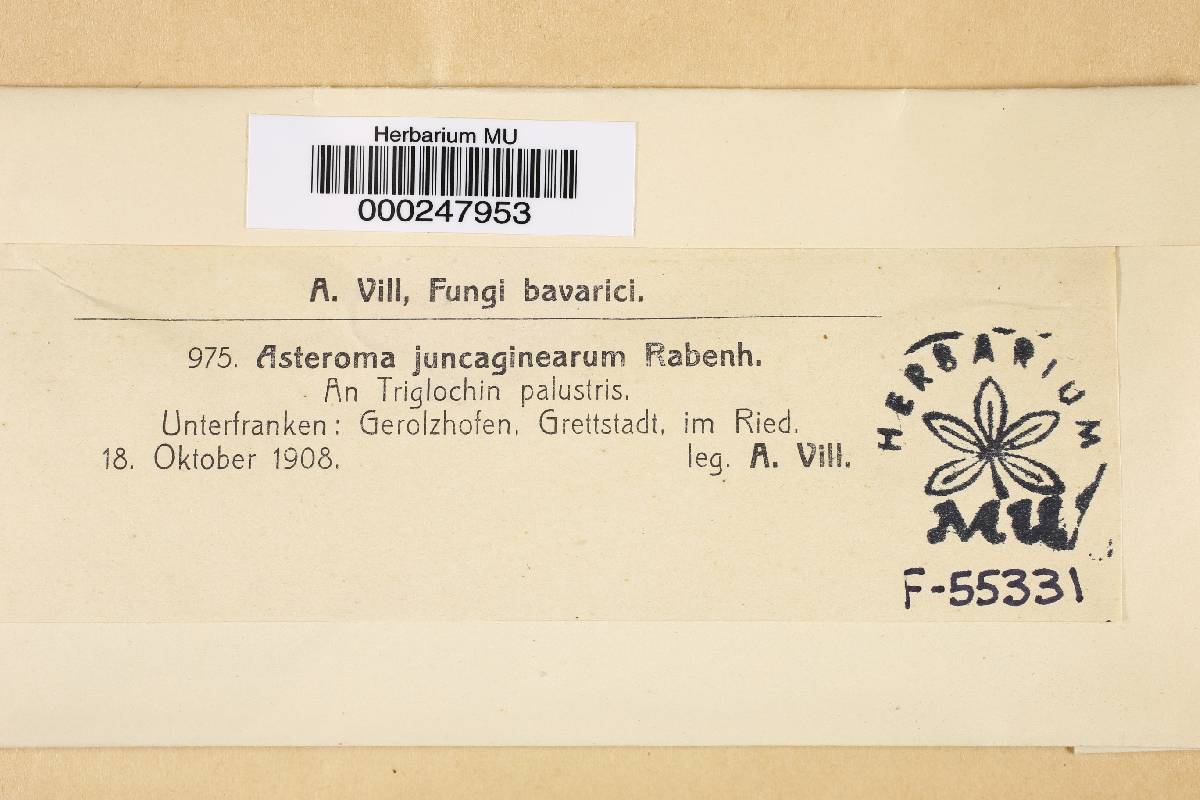 Herbarium MU
000247953
A. Vill, Fungi bavarici.
975. Asteroma juncaginearum Rabenh.
An Triglochin palustris.
Unterfranken: Gerolzhofen, Grettstadt, im Ried.
18. Oktober 1908. leg. A. Vill.
HERBARIUM
MU
F-55331